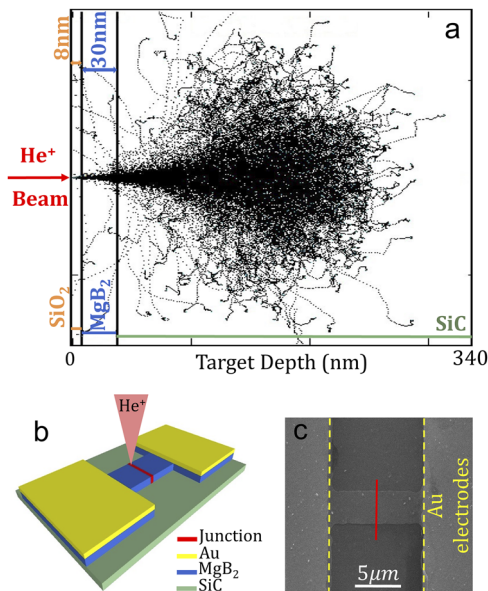 a
8nm
30nm
He⁺
Beam
SiO₂
MgB₂
SiC
0
Target Depth (nm)
340
b
He⁺
Junction
Au
MgB₂
SiC
c
Au
electrodes
5μm